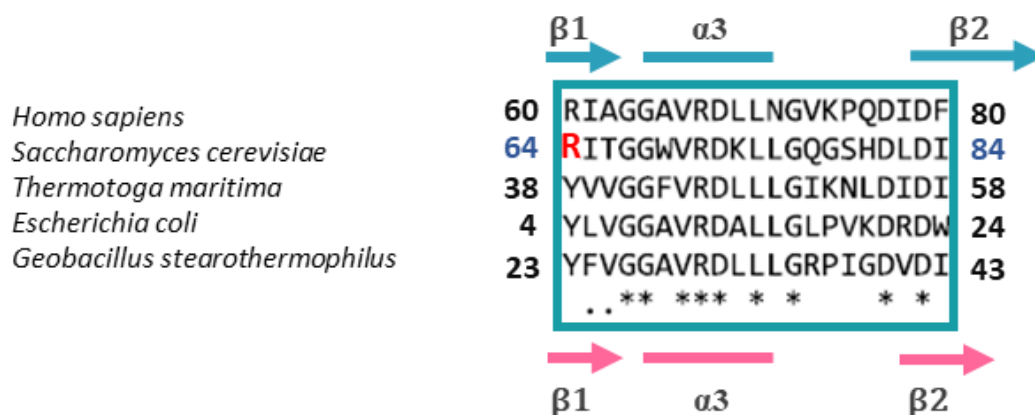 β1 α3 β2
Homo sapiens 60 RIAGGAVRDLLNGVKPQDIDF 80
Saccharomyces cerevisiae 64 RITGGWVRDKLLGQGSHDLDI 84
Thermotoga maritima 38 YVVGGFVRDLLLGIKNLDIDI 58
Escherichia coli 4 YLVGGAVRDALLGLPVKDRDW 24
Geobacillus stearothermophilus 23 YFVGGAVRDLLLGRPIGDVDI 43
..** *** * * * *
β1 α3 β2